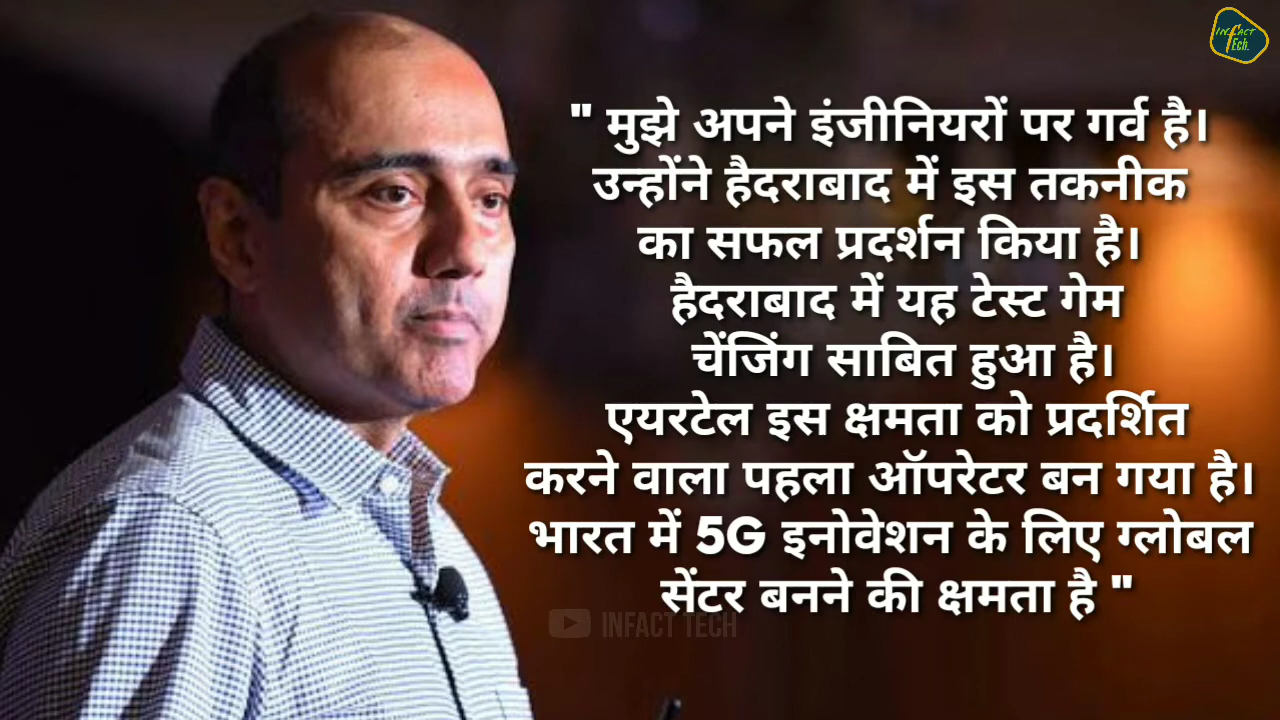 INFACT
TECH.
" मुझे अपने इंजीनियरों पर गर्व है।
उन्होंने हैदराबाद में इस तकनीक
का सफल प्रदर्शन किया है।
हैदराबाद में यह टेस्ट गेम
चेंजिंग साबित हुआ है।
एयरटेल इस क्षमता को प्रदर्शित
करने वाला पहला ऑपरेटर बन गया है।
भारत में 5G इनोवेशन के लिए ग्लोबल
सेंटर बनने की क्षमता है "
INFACT TECH